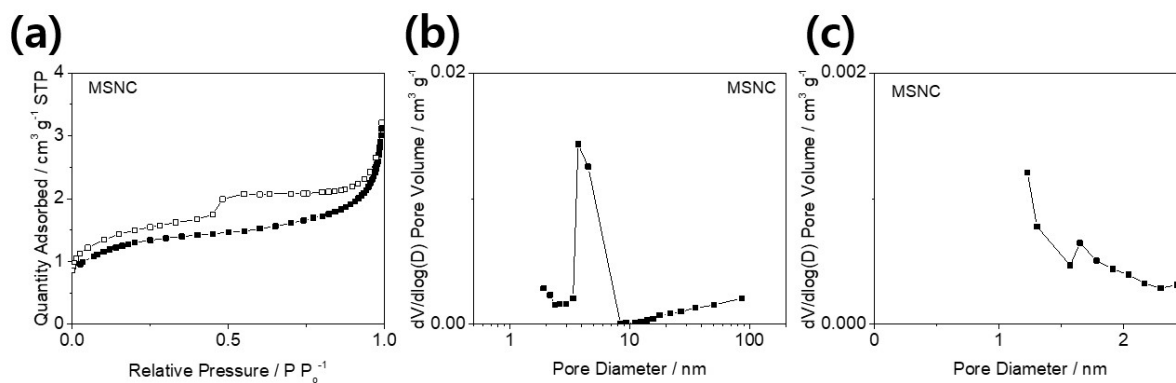 (a)
MSNC
Quantity Adsorbed / cm³ g⁻¹ STP
4
3
2
1
0
0.0
0.5
1.0
Relative Pressure / P P₀⁻¹
(b)
MSNC
dV/dlog(D) Pore Volume / cm³ g⁻¹
0.02
0.00
1
10
100
Pore Diameter / nm
(c)
MSNC
dV/dlog(D) Pore Volume / cm³ g⁻¹
0.002
0.000
0
1
2
Pore Diameter / nm